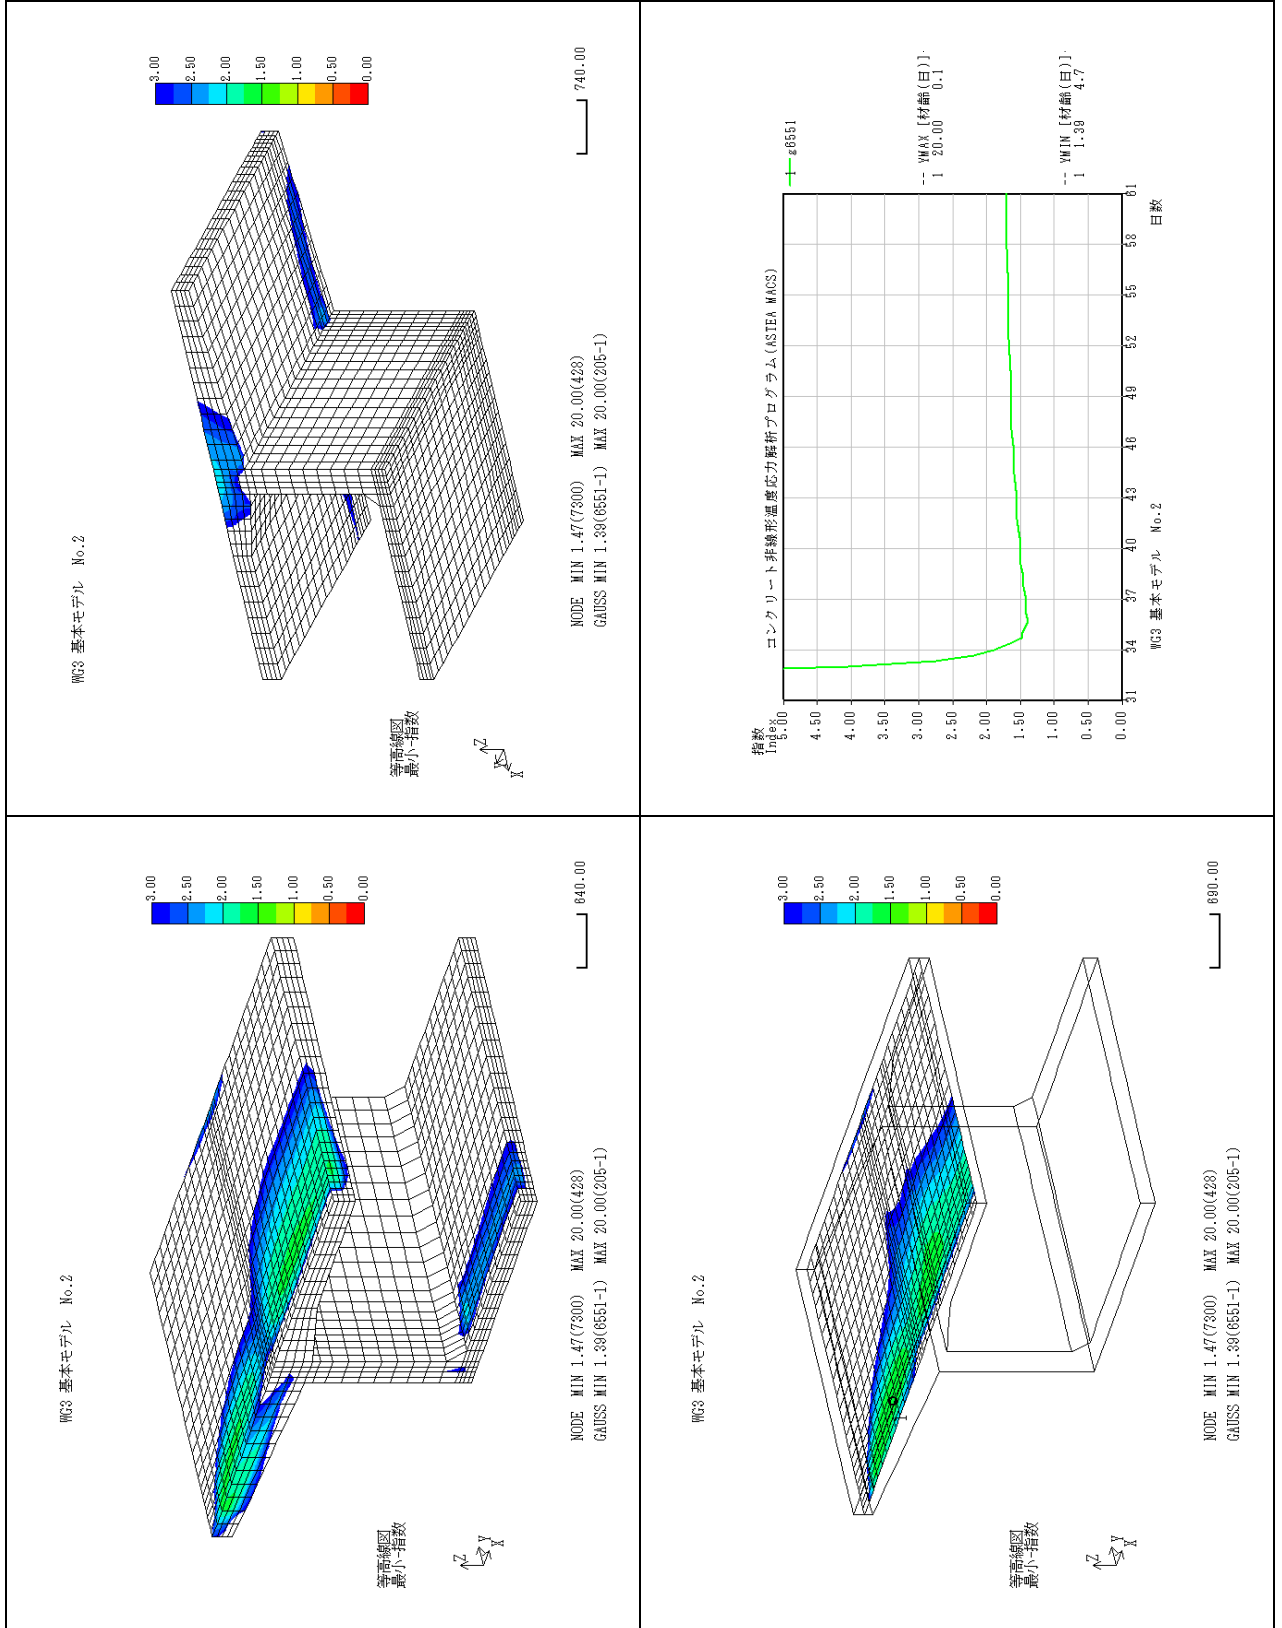 WG3 基本モデル No.2
3.00
2.50
2.00
1.50
1.00
0.50
0.00
等高線図
最小-指数
Z
Y
X
740.00
NODE MIN 1.47(7300) MAX 20.00(428)
GAUSS MIN 1.39(6551-1) MAX 20.00(205-1)
指数
Index
コンクリート非線形温度応力解析プログラム(ASTEA MACS)
5.00
4.50
4.00
3.50
3.00
2.50
2.00
1.50
1.00
0.50
0.00
31
34
37
40
43
46
49
52
55
58
61
日数
WG3 基本モデル No.2
1 g6551
-- YMAX [材齢(日)]-
1 20.00 0.1
-- YMIN [材齢(日)]-
1 1.39 4.7
WG3 基本モデル No.2
3.00
2.50
2.00
1.50
1.00
0.50
0.00
等高線図
最小-指数
Z
Y
X
640.00
NODE MIN 1.47(7300) MAX 20.00(428)
GAUSS MIN 1.39(6551-1) MAX 20.00(205-1)
WG3 基本モデル No.2
3.00
2.50
2.00
1.50
1.00
0.50
0.00
1
等高線図
最小-指数
Z
Y
X
690.00
NODE MIN 1.47(7300) MAX 20.00(428)
GAUSS MIN 1.39(6551-1) MAX 20.00(205-1)